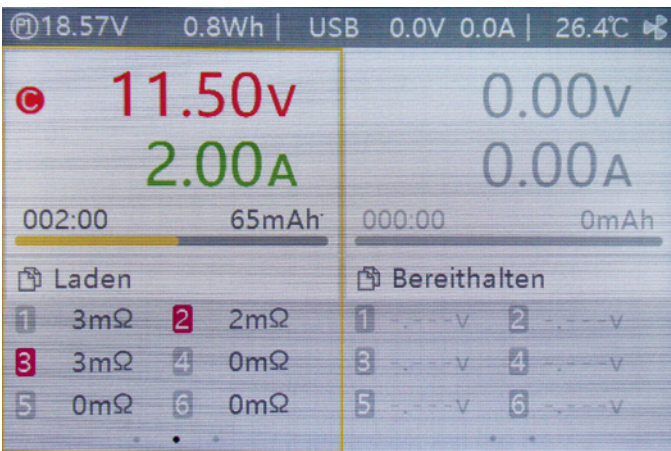 P1 18.57V 0.8Wh | USB 0.0V 0.0A | 26.4℃
C 11.50V
2.00A
002:00 65mAh
Laden
1 3mΩ 2 2mΩ
3 3mΩ 4 0mΩ
5 0mΩ 6 0mΩ
0.00V
0.00A
000:00 0mAh
Bereithalten
1 -.---V 2 -.---V
3 -.---V 4 -.---V
5 -.---V 6 -.---V